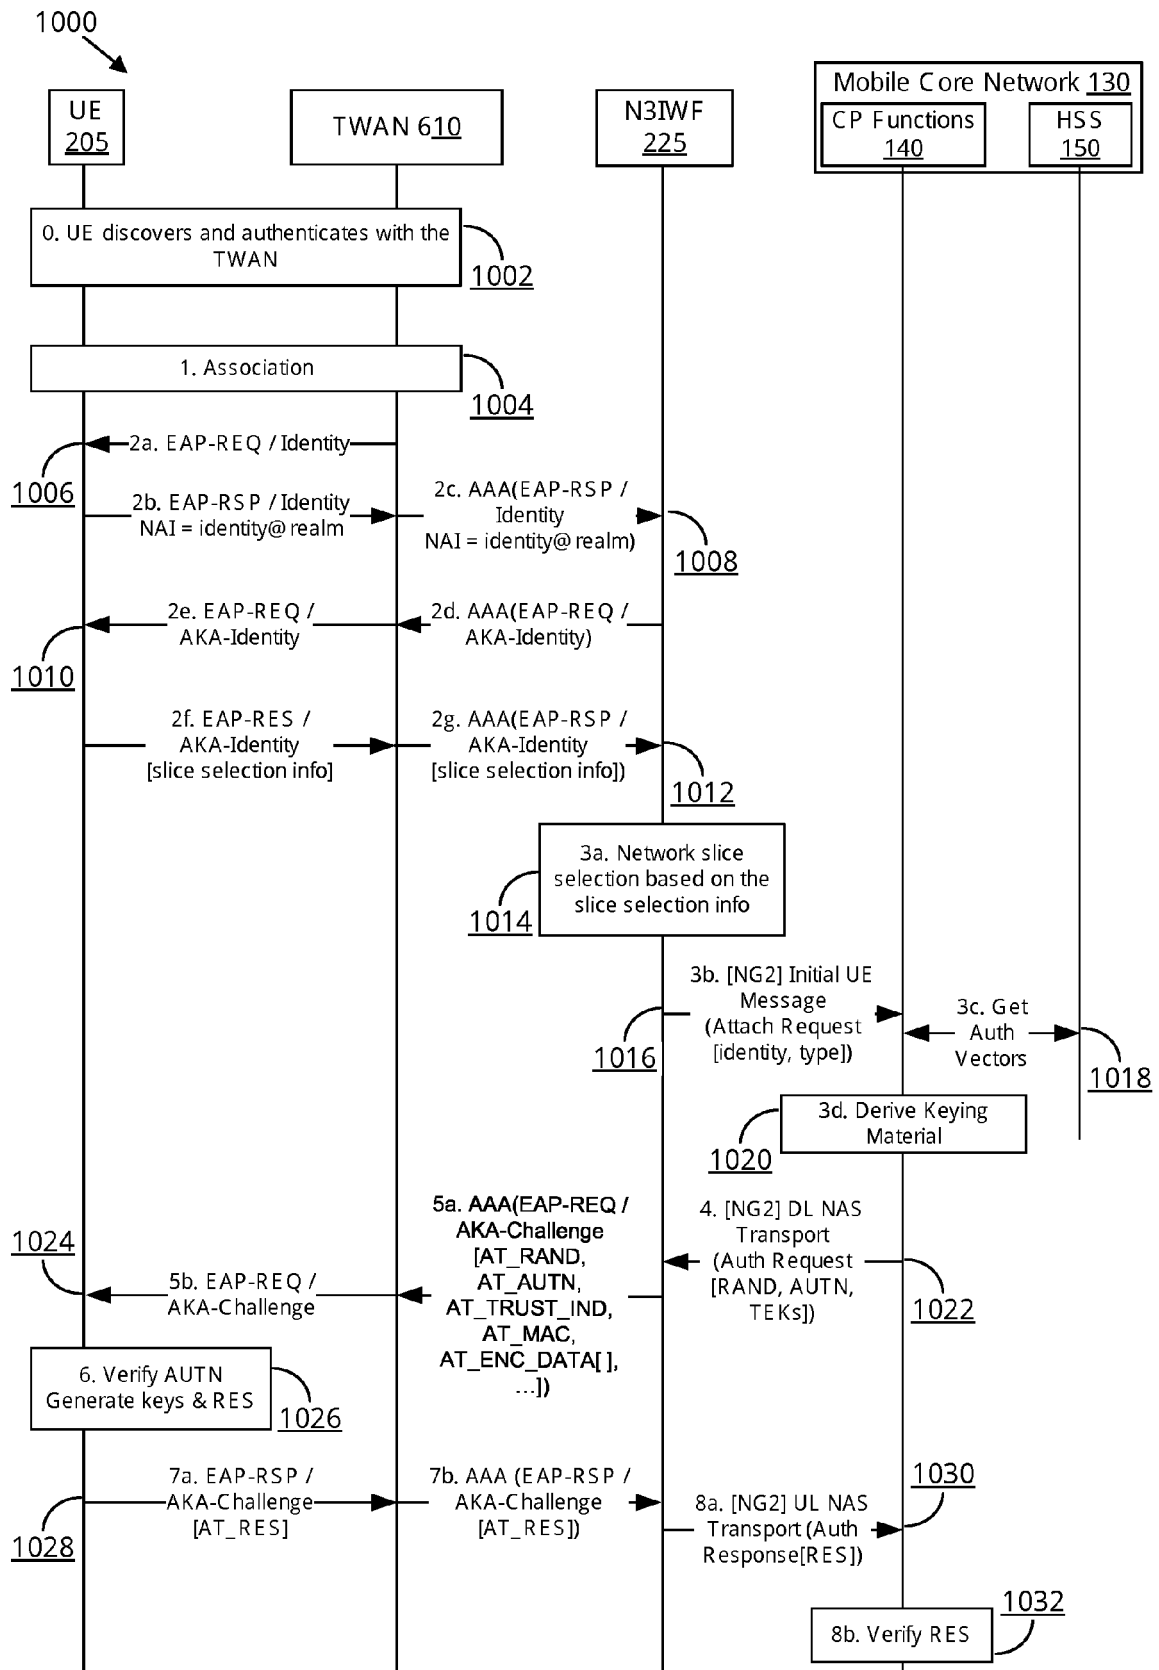 1000
UE
205
TWAN 610
N3IWF
225
Mobile Core Network 130
CP Functions
140
HSS
150
0. UE discovers and authenticates with the
TWAN
1002
1. Association
1004
2a. EAP-REQ / Identity
1006
2b. EAP-RSP / Identity
NAI = identity@realm
2c. AAA(EAP-RSP /
Identity
NAI = identity@realm)
1008
2e. EAP-REQ /
AKA-Identity
2d. AAA(EAP-REQ /
AKA-Identity)
1010
2f. EAP-RES /
AKA-Identity
[slice selection info]
2g. AAA(EAP-RSP /
AKA-Identity
[slice selection info])
1012
3a. Network slice
selection based on the
slice selection info
1014
3b. [NG2] Initial UE
Message
(Attach Request
[identity, type])
1016
3c. Get
Auth
Vectors
1018
3d. Derive Keying
Material
1020
4. [NG2] DL NAS
Transport
(Auth Request
[RAND, AUTN,
TEKs])
1022
5a. AAA(EAP-REQ /
AKA-Challenge
[AT_RAND,
AT_AUTN,
AT_TRUST_IND,
AT_MAC,
AT_ENC_DATA[ ],
...])
1024
5b. EAP-REQ /
AKA-Challenge
6. Verify AUTN
Generate keys & RES
1026
7a. EAP-RSP /
AKA-Challenge
[AT_RES]
1028
7b. AAA (EAP-RSP /
AKA-Challenge
[AT_RES])
8a. [NG2] UL NAS
Transport (Auth
Response[RES])
1030
8b. Verify RES
1032